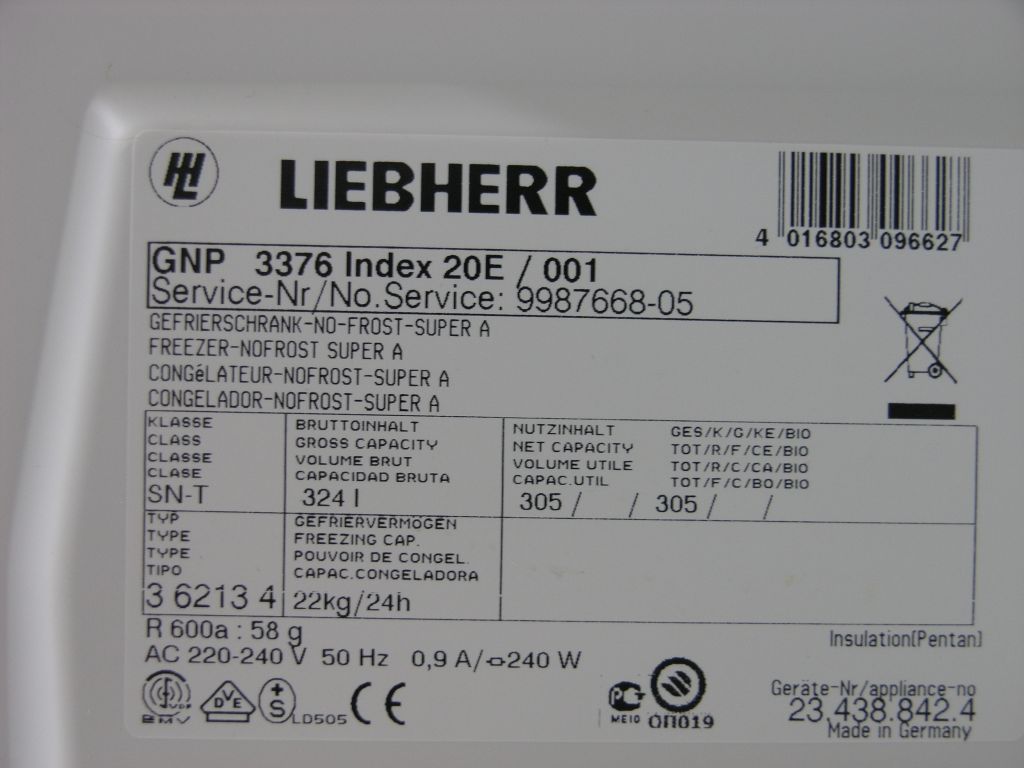 LIEBHERR
4 016803 096627
GNP 3376 Index 20E / 001
Service-Nr/No.Service: 9987668-05
GEFRIERSCHRANK-NO-FROST-SUPER A
FREEZER-NOFROST SUPER A
CONGéLATEUR-NOFROST-SUPER A
CONGELADOR-NOFROST-SUPER A
KLASSE
CLASS
CLASSE
CLASE
SN-T
BRUTTOINHALT
GROSS CAPACITY
VOLUME BRUT
CAPACIDAD BRUTA
324 l
NUTZINHALT GES/K/G/KE/BIO
NET CAPACITY TOT/R/F/CE/BIO
VOLUME UTILE TOT/R/C/CA/BIO
CAPAC.UTIL TOT/F/C/BO/BIO
305 / / 305 / /
TYP
TYPE
TYPE
TIPO
3 6213 4
GEFRIERVERMÖGEN
FREEZING CAP.
POUVOIR DE CONGEL.
CAPAC.CONGELADORA
22kg/24h
R 600a : 58 g
Insulation(Pentan)
AC 220-240 V 50 Hz 0,9 A/ 240 W
VDE
EMV
DVE
+S
LD505
CE
ME10
ОП019
Geräte-Nr/appliance-no
23.438.842.4
Made in Germany